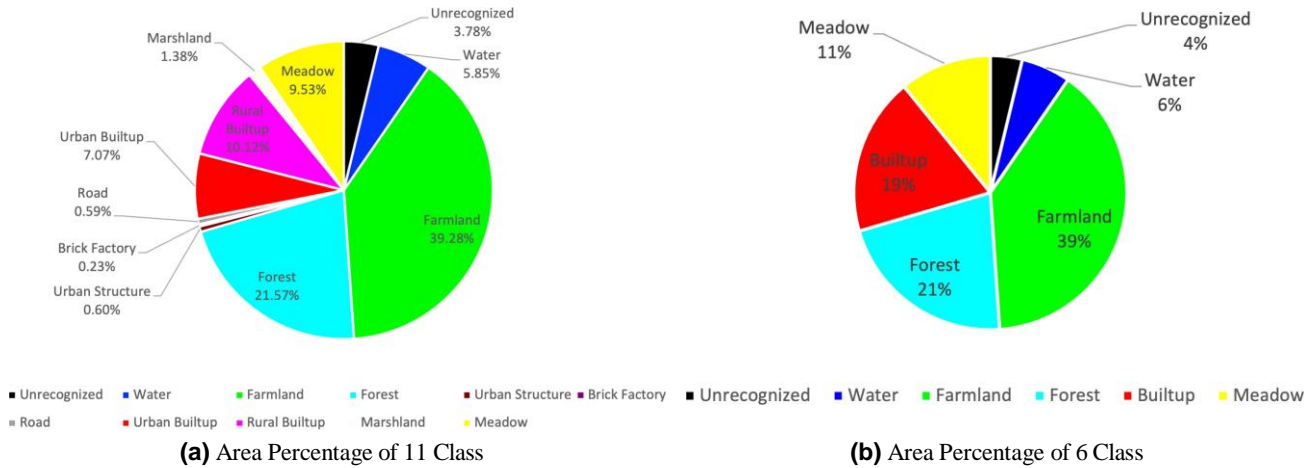 Unrecognized
3.78%
Water
5.85%
Farmland
39.28%
Forest
21.57%
Urban Structure
0.60%
Brick Factory
0.23%
Road
0.59%
Urban Builtup
7.07%
Rural
Builtup
10.12%
Marshland
1.38%
Meadow
9.53%
Unrecognized Water Farmland Forest Urban Structure Brick Factory
Road Urban Builtup Rural Builtup Marshland Meadow
(a) Area Percentage of 11 Class
Unrecognized
4%
Water
6%
Farmland
39%
Forest
21%
Builtup
19%
Meadow
11%
Unrecognized Water Farmland Forest Builtup Meadow
(b) Area Percentage of 6 Class